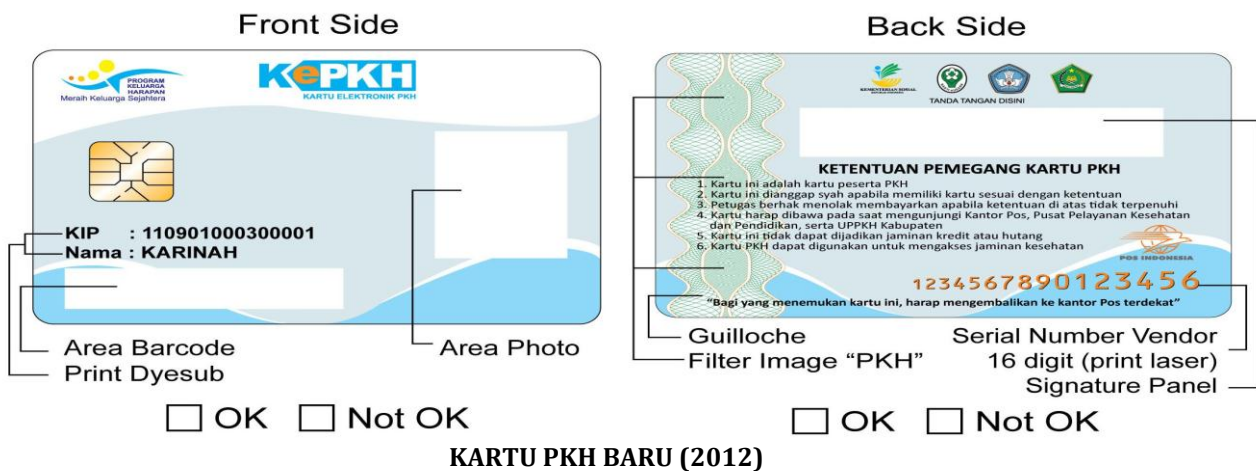 Front Side
PROGRAM
KELUARGA
HARAPAN
Meraih Keluarga Sejahtera
KePKH
KARTU ELEKTRONIK PKH
KIP : 110901000300001
Nama : KARINAH
Area Barcode
Print Dyesub
Area Photo
OK Not OK
Back Side
KEMENTERIAN SOSIAL
TANDA TANGAN DISINI
KETENTUAN PEMEGANG KARTU PKH
1. Kartu ini adalah kartu peserta PKH
2. Kartu ini dianggap syah apabila memiliki kartu sesuai dengan ketentuan
3. Petugas berhak menolak membayarkan apabila ketentuan di atas tidak terpenuhi
4. Kartu harap dibawa pada saat mengunjungi Kantor Pos, Pusat Pelayanan Kesehatan
dan Pendidikan, serta UPPKH Kabupaten
5. Kartu ini tidak dapat dijadikan jaminan kredit atau hutang
6. Kartu PKH dapat digunakan untuk mengakses jaminan kesehatan
POS INDONESIA
1234567890123456
“Bagi yang menemukan kartu ini, harap mengembalikan ke kantor Pos terdekat”
Guilloche
Filter Image “PKH”
Serial Number Vendor
16 digit (print laser)
Signature Panel
OK Not OK
KARTU PKH BARU (2012)